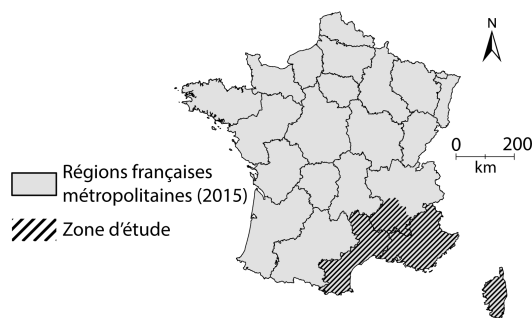 N
0 200
km
Régions françaises
métropolitaines (2015)
Zone d'étude